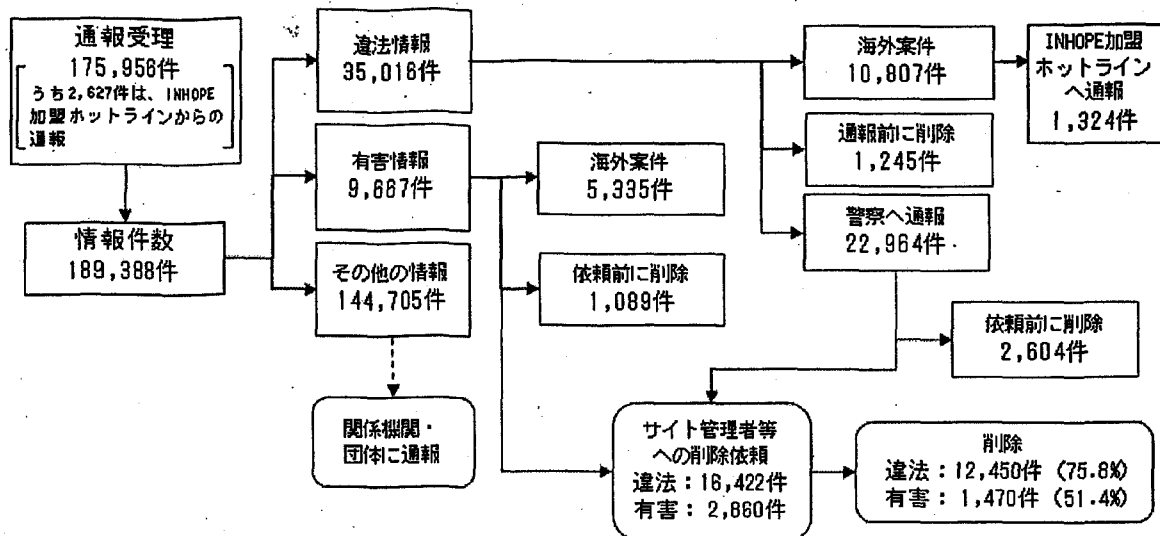 通報受理
175,956件
うち2,627件は、INHOPE
加盟ホットラインからの
通報
情報件数
189,388件
違法情報
35,016件
有害情報
9,667件
その他の情報
144,705件
関係機関・
団体に通報
海外案件
5,335件
依頼前に削除
1,089件
海外案件
10,807件
INHOPE加盟
ホットライン
へ通報
1,324件
通報前に削除
1,245件
警察へ通報
22,964件
依頼前に削除
2,604件
サイト管理者等
への削除依頼
違法：16,422件
有害： 2,860件
削除
違法：12,450件 (75.8%)
有害： 1,470件 (51.4%)